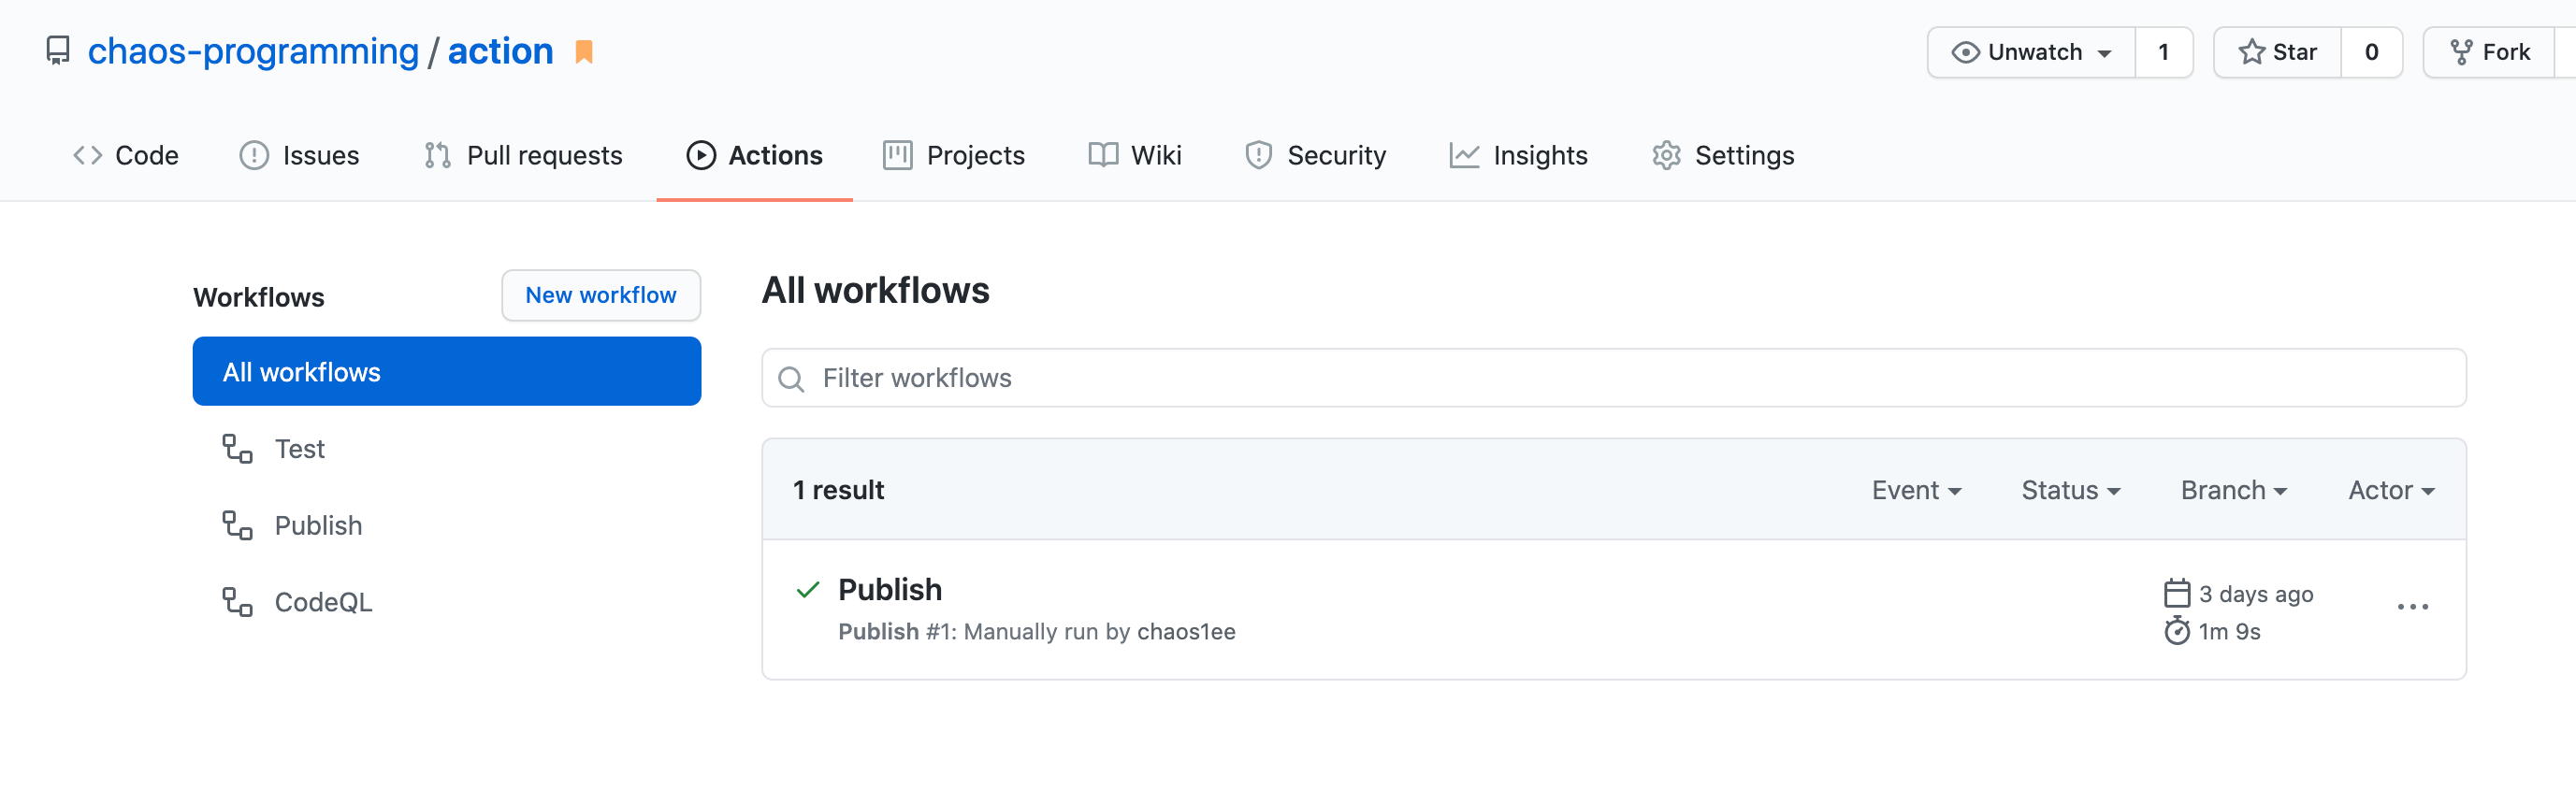 chaos-programming / action
Unwatch 1 Star 0 Fork
Code Issues Pull requests Actions Projects Wiki Security Insights Settings
Workflows
New workflow
All workflows
Test
Publish
CodeQL
All workflows
Filter workflows
1 result Event Status Branch Actor
Publish
3 days ago
Publish #1: Manually run by chaos1ee
1m 9s